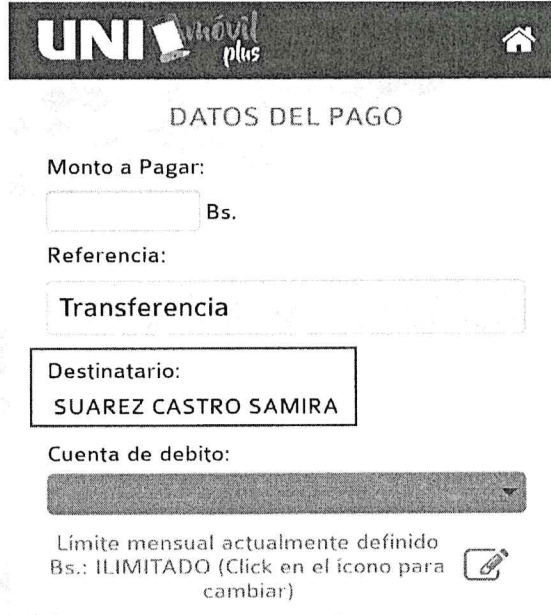 UNI móvil
plus
DATOS DEL PAGO
Monto a Pagar:
Bs.
Referencia:
Transferencia
Destinatario:
SUAREZ CASTRO SAMIRA
Cuenta de debito:
Límite mensual actualmente definido
Bs.: ILIMITADO (Click en el ícono para
cambiar)